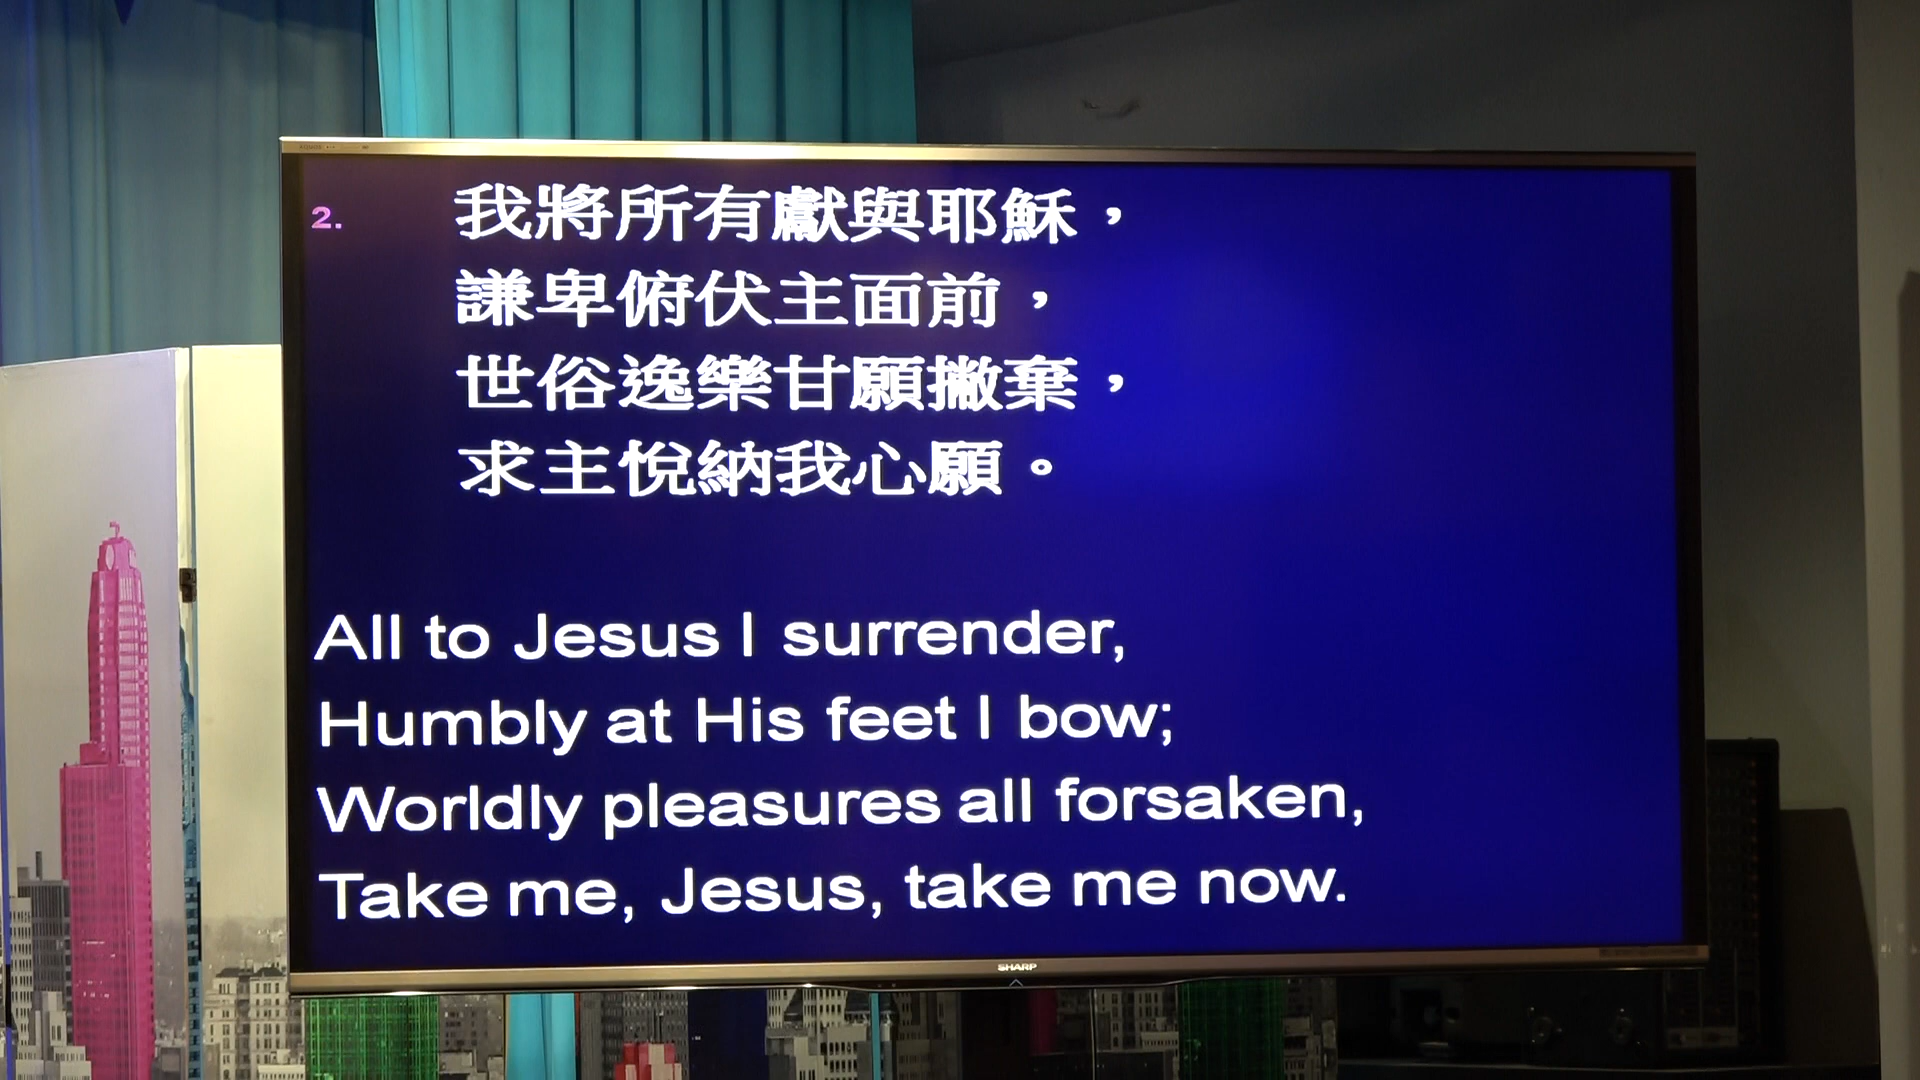 2.
我將所有獻與耶穌，
謙卑俯伏主面前，
世俗逸樂甘願撇棄，
求主悅納我心願。
All to Jesus I surrender,
Humbly at His feet I bow;
Worldly pleasures all forsaken,
Take me, Jesus, take me now.
SHARP